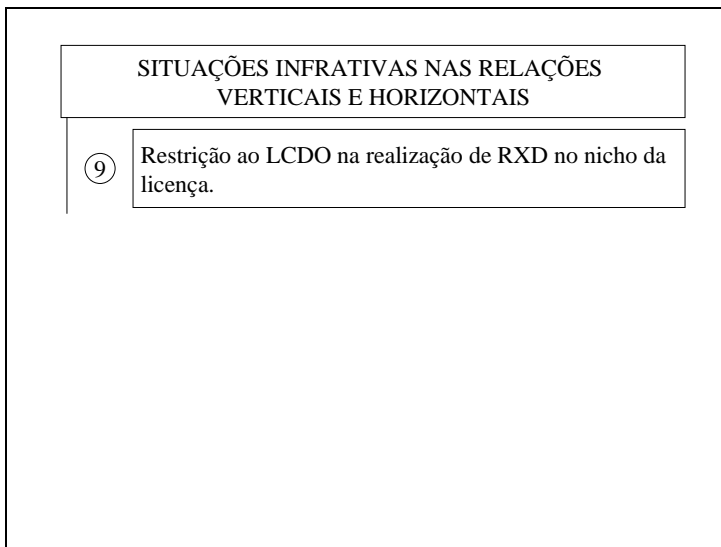 SITUAÇÕES INFRATIVAS NAS RELAÇÕES
VERTICAIS E HORIZONTAIS
9
Restrição ao LCDO na realização de RXD no nicho da
licença.